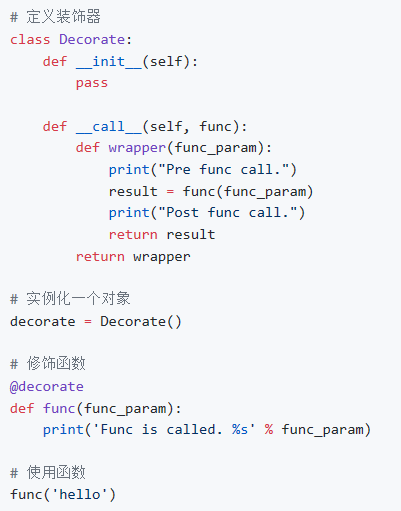 # 定义装饰器
class Decorate:
    def __init__(self):
        pass

    def __call__(self, func):
        def wrapper(func_param):
            print("Pre func call.")
            result = func(func_param)
            print("Post func call.")
            return result
        return wrapper

# 实例化一个对象
decorate = Decorate()

# 修饰函数
@decorate
def func(func_param):
    print('Func is called. %s' % func_param)

# 使用函数
func('hello')